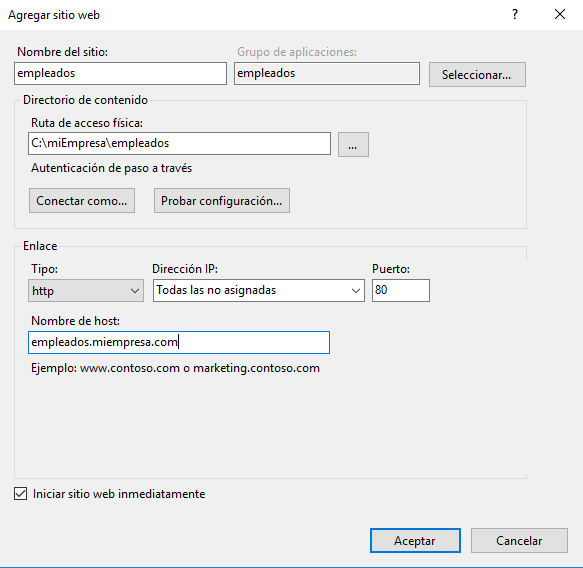 Agregar sitio web
?
Nombre del sitio:
Grupo de aplicaciones:
empleados
empleados
Seleccionar...
Directorio de contenido
Ruta de acceso física:
C:\miEmpresa\empleados
...
Autenticación de paso a través
Conectar como...
Probar configuración...
Enlace
Tipo:
Dirección IP:
Puerto:
http
Todas las no asignadas
80
Nombre de host:
empleados.miempresa.com
Ejemplo: www.contoso.com o marketing.contoso.com
Iniciar sitio web inmediatamente
Aceptar
Cancelar